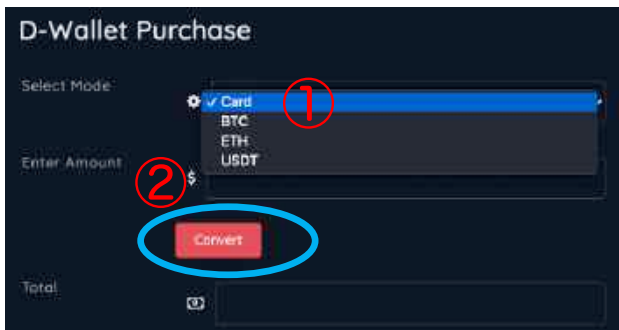 D-Wallet Purchase
Select Mode
✓ Card
①
BTC
ETH
USDT
Enter Amount
②
$
Convert
Total